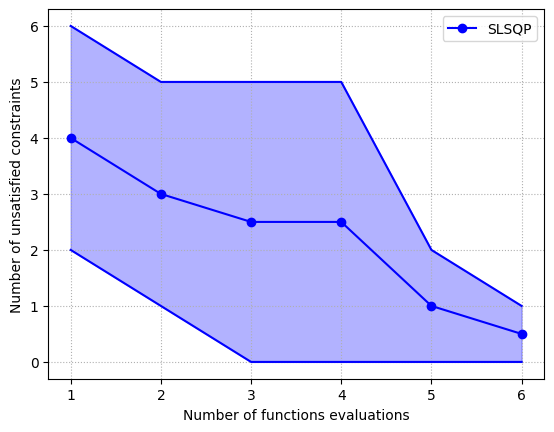 SLSQP
6
5
4
3
2
1
0
Number of unsatisfied constraints
1 2 3 4 5 6
Number of functions evaluations